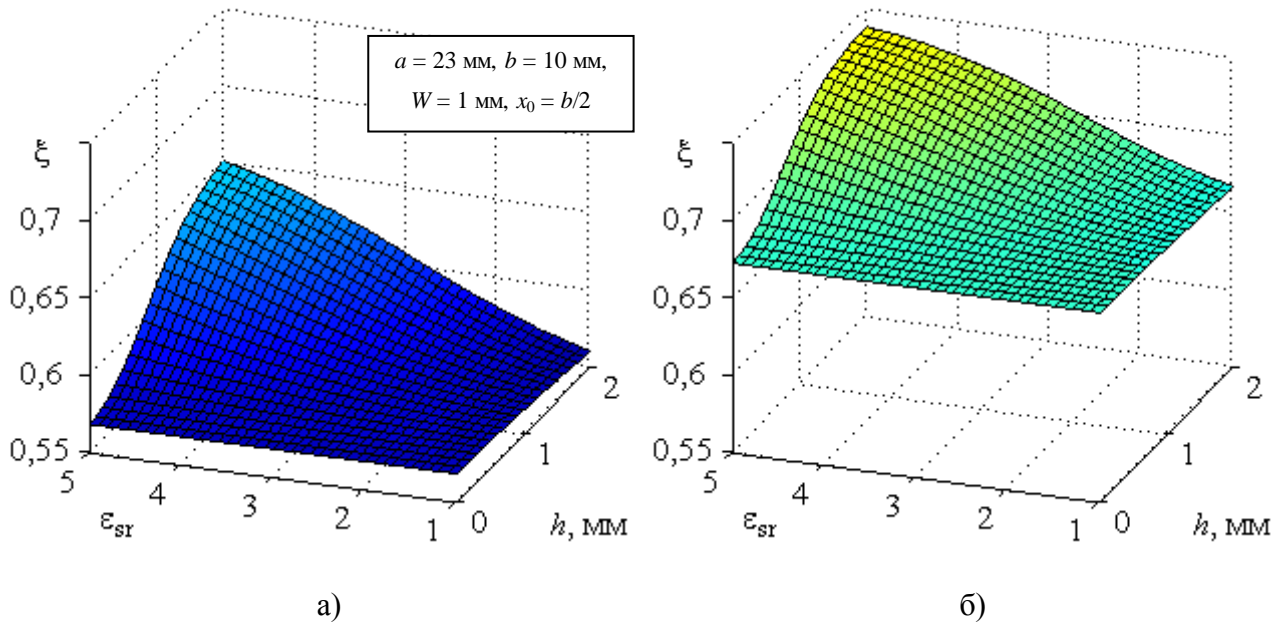 a = 23 мм, b = 10 мм,
W = 1 мм, x₀ = b/2
ξ
0,7
0,65
0,6
0,55
5
4
3
2
1
εsr
0
1
2
h, мм
а)
ξ
0,7
0,65
0,6
0,55
5
4
3
2
1
εsr
0
1
2
h, мм
б)